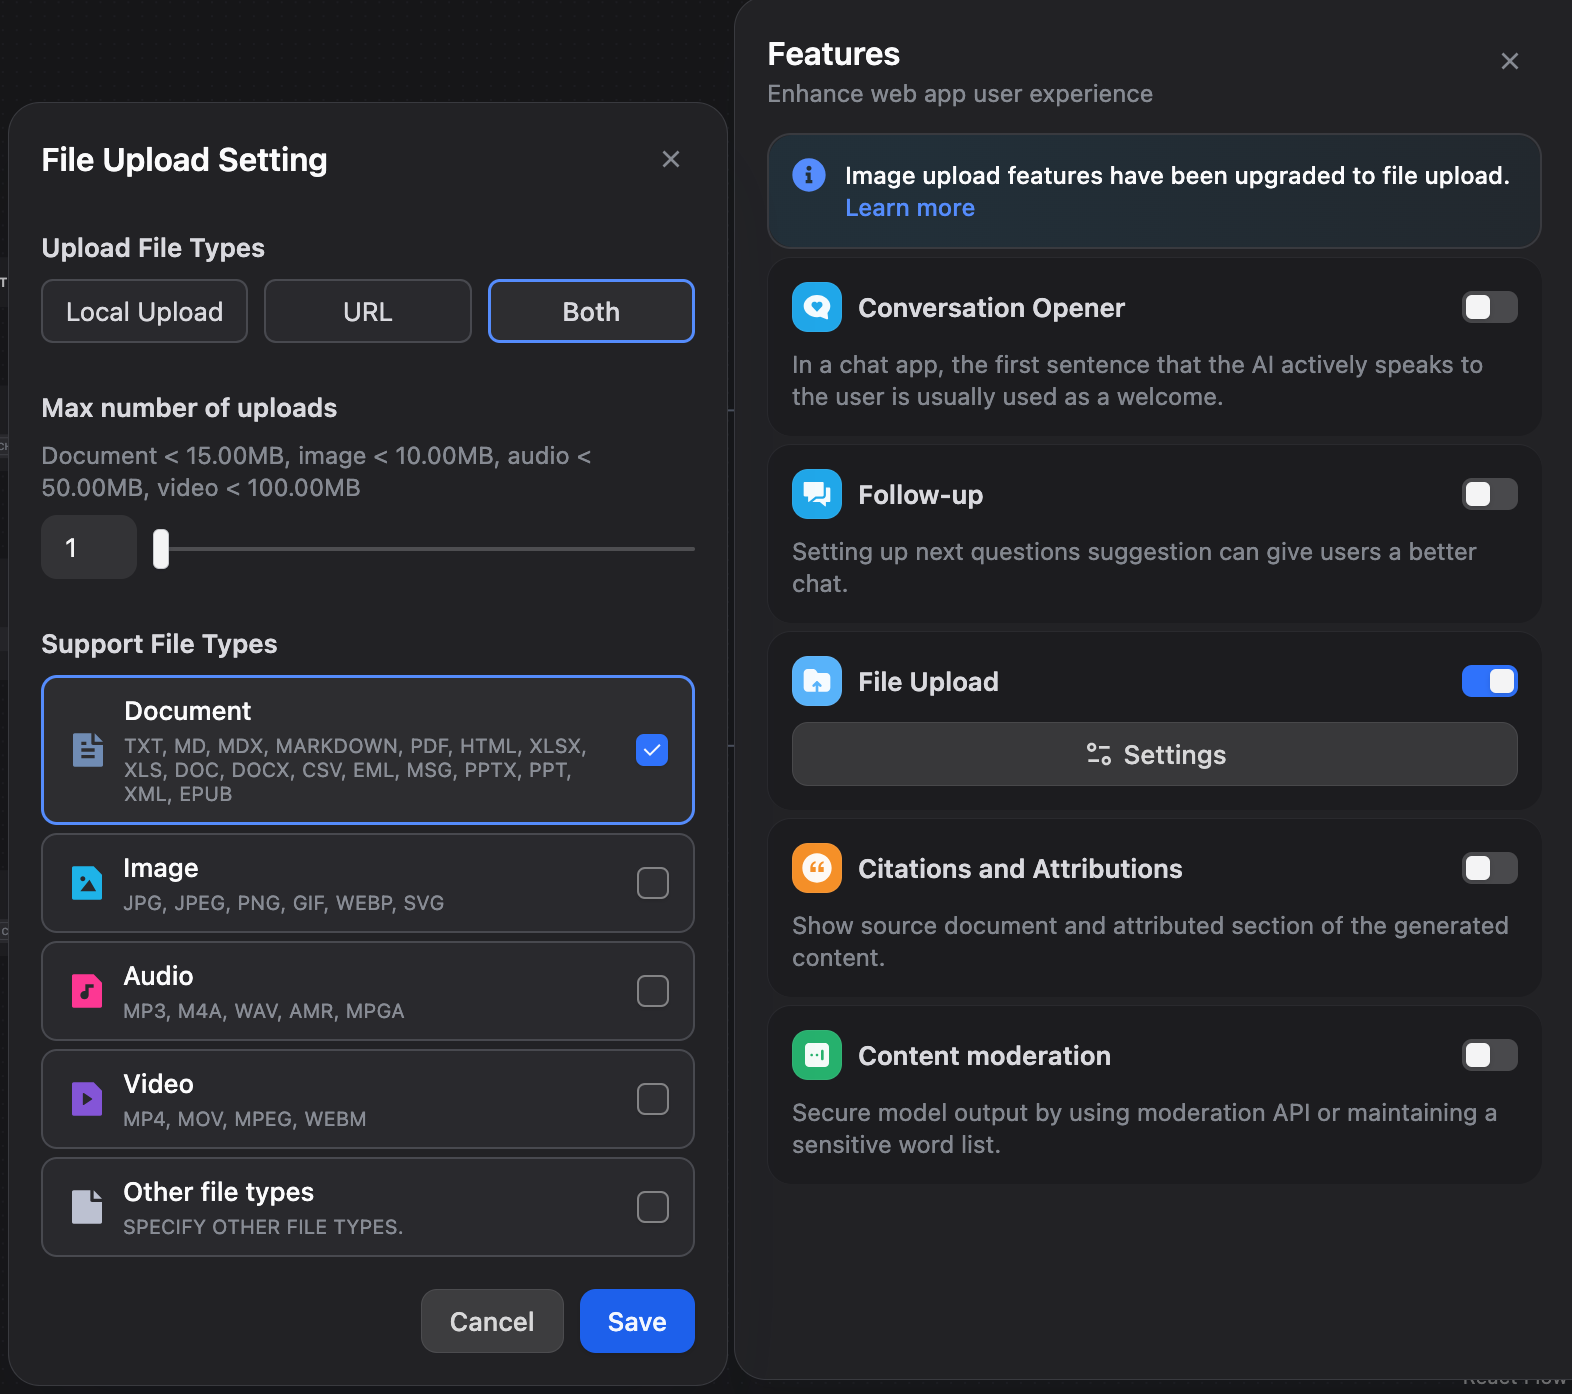 File Upload Setting
Upload File Types
Local Upload
URL
Both
Max number of uploads
Document < 15.00MB, image < 10.00MB, audio <
50.00MB, video < 100.00MB
1
Support File Types
Document
TXT, MD, MDX, MARKDOWN, PDF, HTML, XLSX,
XLS, DOC, DOCX, CSV, EML, MSG, PPTX, PPT,
XML, EPUB
Image
JPG, JPEG, PNG, GIF, WEBP, SVG
Audio
MP3, M4A, WAV, AMR, MPGA
Video
MP4, MOV, MPEG, WEBM
Other file types
SPECIFY OTHER FILE TYPES.
Cancel
Save
Features
Enhance web app user experience
Image upload features have been upgraded to file upload.
Learn more
Conversation Opener
In a chat app, the first sentence that the AI actively speaks to
the user is usually used as a welcome.
Follow-up
Setting up next questions suggestion can give users a better
chat.
File Upload
Settings
Citations and Attributions
Show source document and attributed section of the generated
content.
Content moderation
Secure model output by using moderation API or maintaining a
sensitive word list.
React Flow